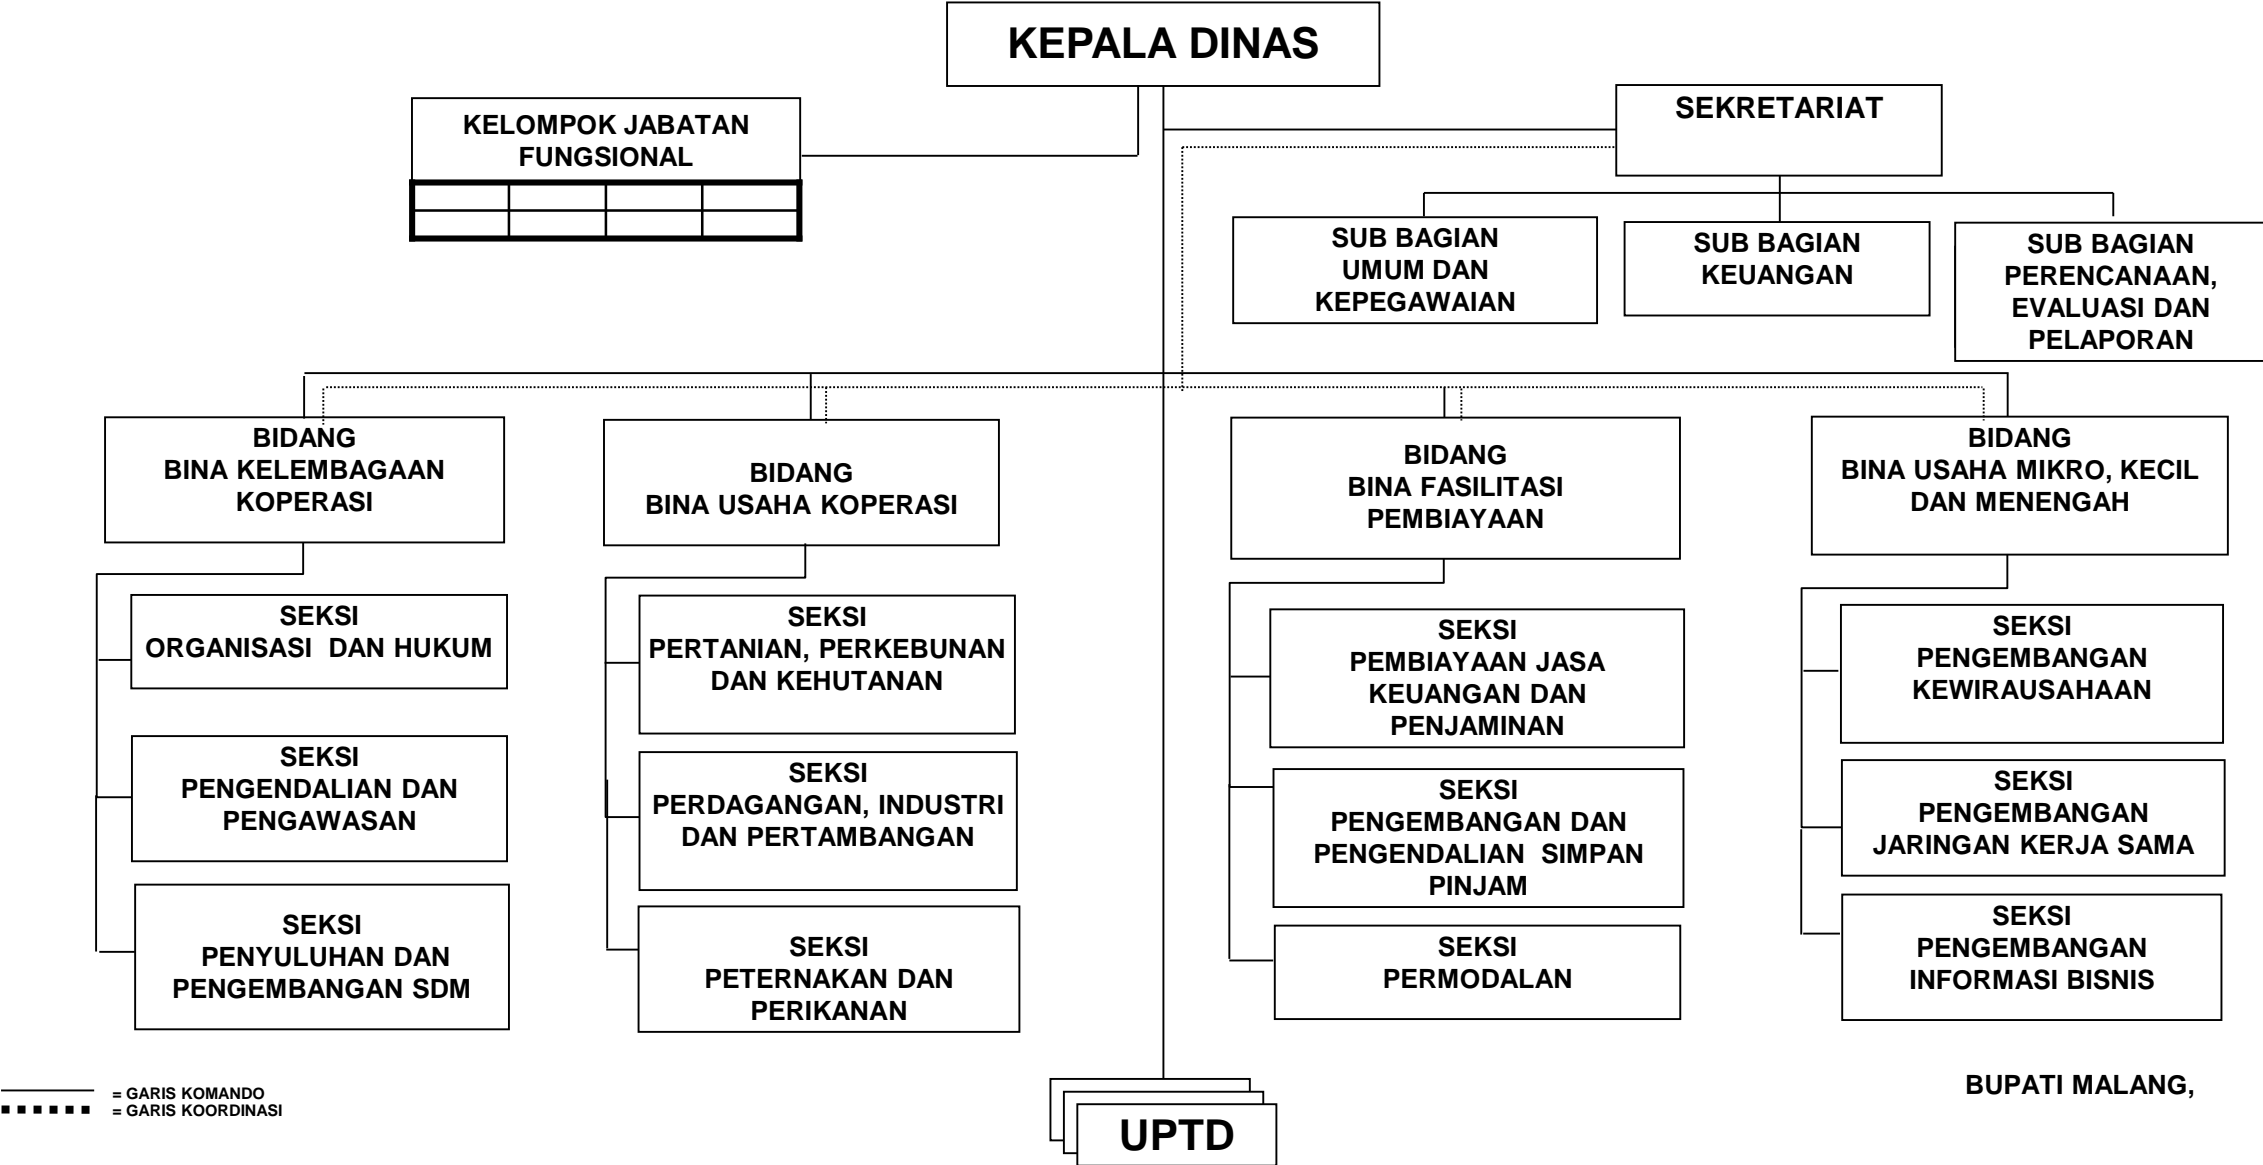 KEPALA DINAS
KELOMPOK JABATAN
FUNGSIONAL
SEKRETARIAT
SUB BAGIAN
UMUM DAN
KEPEGAWAIAN
SUB BAGIAN
KEUANGAN
SUB BAGIAN
PERENCANAAN,
EVALUASI DAN
PELAPORAN
BIDANG
BINA KELEMBAGAAN
KOPERASI
BIDANG
BINA USAHA KOPERASI
BIDANG
BINA FASILITASI
PEMBIAYAAN
BIDANG
BINA USAHA MIKRO, KECIL
DAN MENENGAH
SEKSI
ORGANISASI  DAN HUKUM
SEKSI
PERTANIAN, PERKEBUNAN
DAN KEHUTANAN
SEKSI
PEMBIAYAAN JASA
KEUANGAN DAN
PENJAMINAN
SEKSI
PENGEMBANGAN
KEWIRAUSAHAAN
SEKSI
PENGENDALIAN DAN
PENGAWASAN
SEKSI
PERDAGANGAN, INDUSTRI
DAN PERTAMBANGAN
SEKSI
PENGEMBANGAN DAN
PENGENDALIAN  SIMPAN
PINJAM
SEKSI
PENGEMBANGAN
JARINGAN KERJA SAMA
SEKSI
PENYULUHAN DAN
PENGEMBANGAN SDM
SEKSI
PETERNAKAN DAN
PERIKANAN
SEKSI
PERMODALAN
SEKSI
PENGEMBANGAN
INFORMASI BISNIS
= GARIS KOMANDO
= GARIS KOORDINASI
UPTD
BUPATI MALANG,